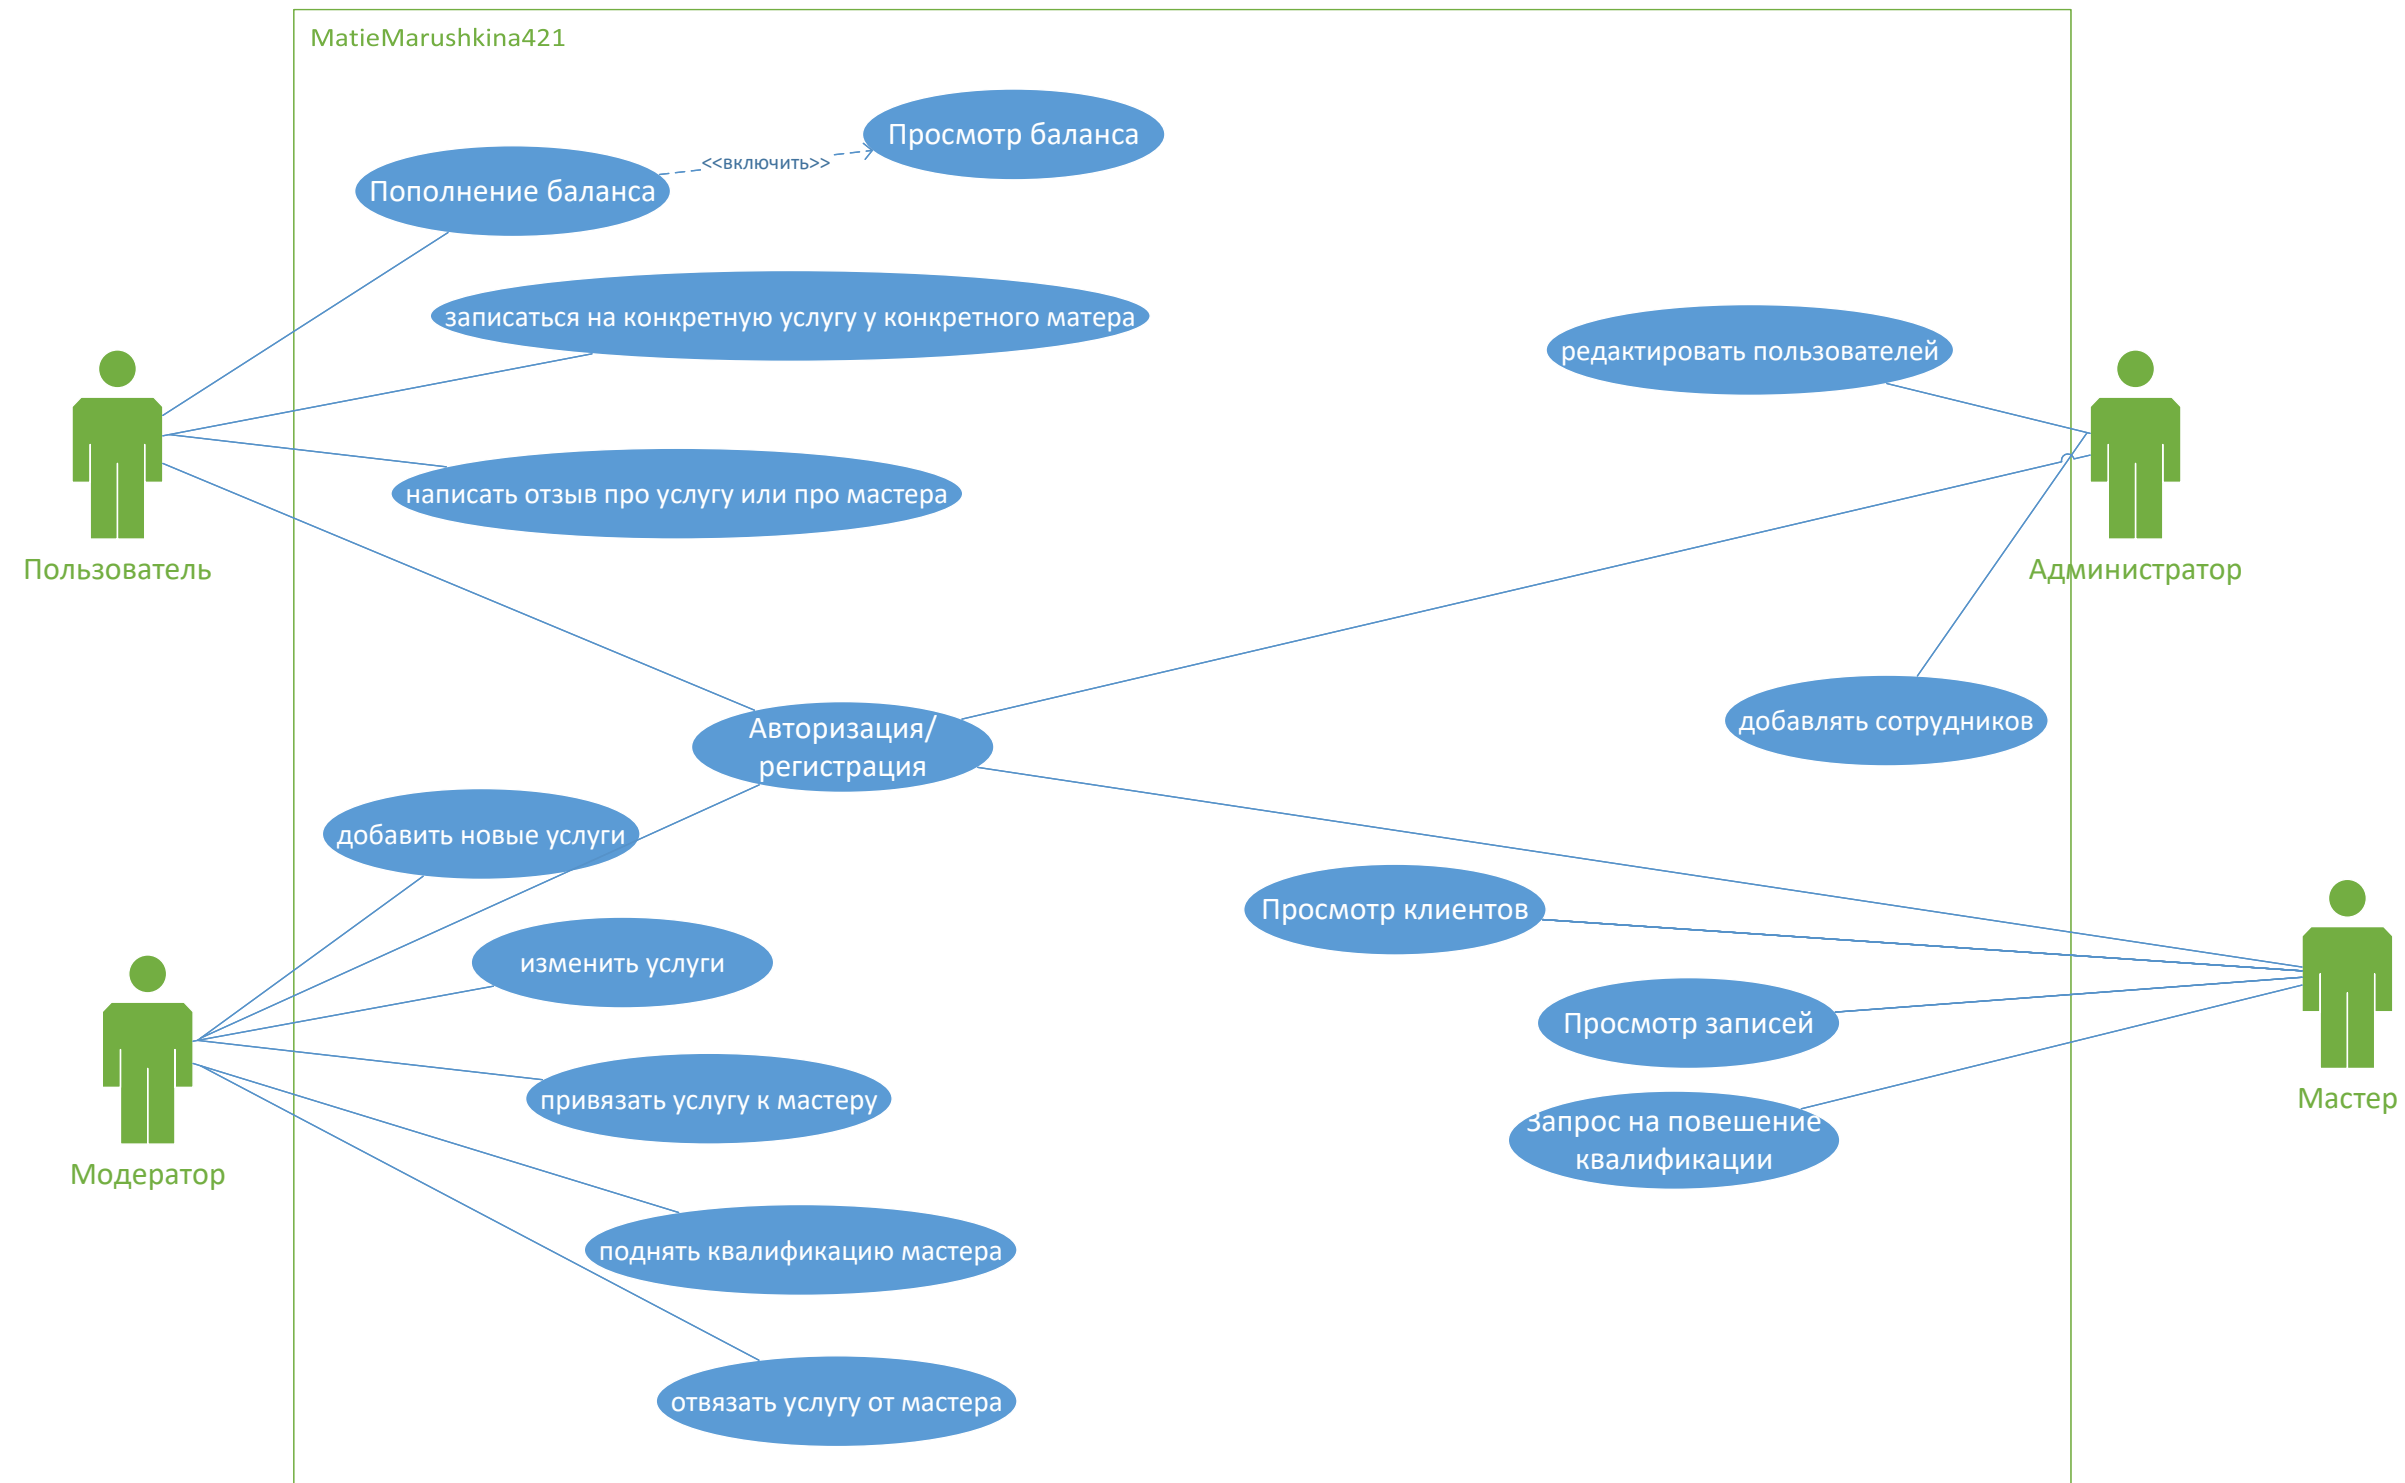 MatieMarushkina421
Просмотр баланса
<<включить>>
Пополнение баланса
записаться на конкретную услугу у конкретного матера
редактировать пользователей
написать отзыв про услугу или про мастера
Пользователь
Администратор
добавлять сотрудников
Авторизация/
регистрация
добавить новые услуги
Просмотр клиентов
изменить услуги
Просмотр записей
привязать услугу к мастеру
Мастер
Запрос на повешение
квалификации
Модератор
поднять квалификацию мастера
отвязать услугу от мастера